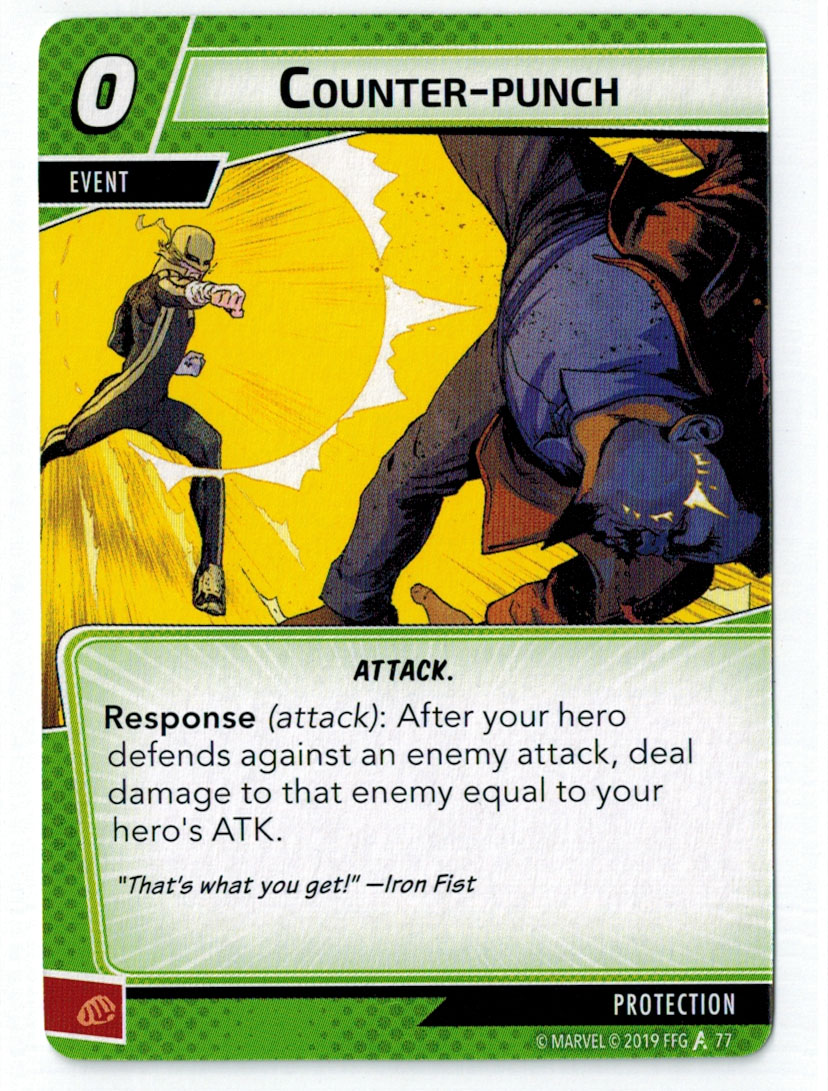 0
COUNTER-PUNCH
EVENT
ATTACK.
Response (attack): After your hero
defends against an enemy attack, deal
damage to that enemy equal to your
hero's ATK.
"That's what you get!" —Iron Fist
PROTECTION
© MARVEL © 2019 FFG A 77